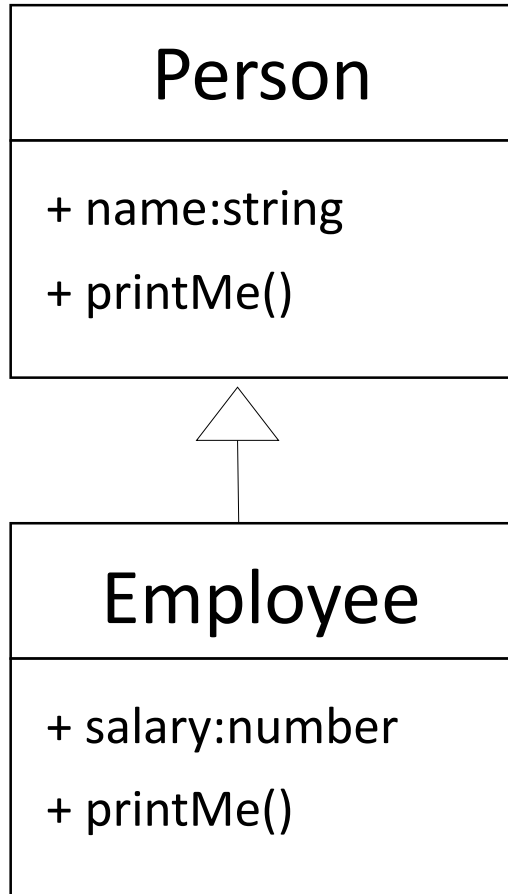 Person
+ name:string
+ printMe()
Employee
+ salary:number
+ printMe()